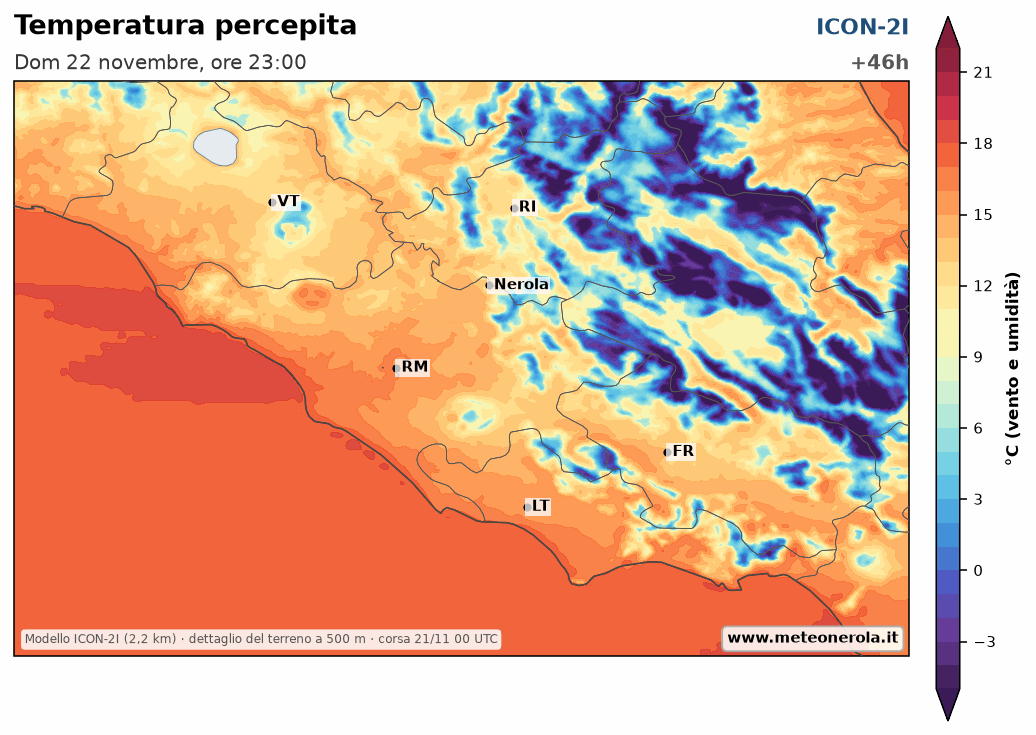 Temperatura percepita
ICON-2I
Dom 22 novembre, ore 23:00
+46h
VT
RI
Nerola
RM
FR
LT
Modello ICON-2I (2,2 km) · dettaglio del terreno a 500 m · corsa 21/11 00 UTC
www.meteonerola.it
21
18
15
12
9
6
3
0
−3
°C (vento e umidità)